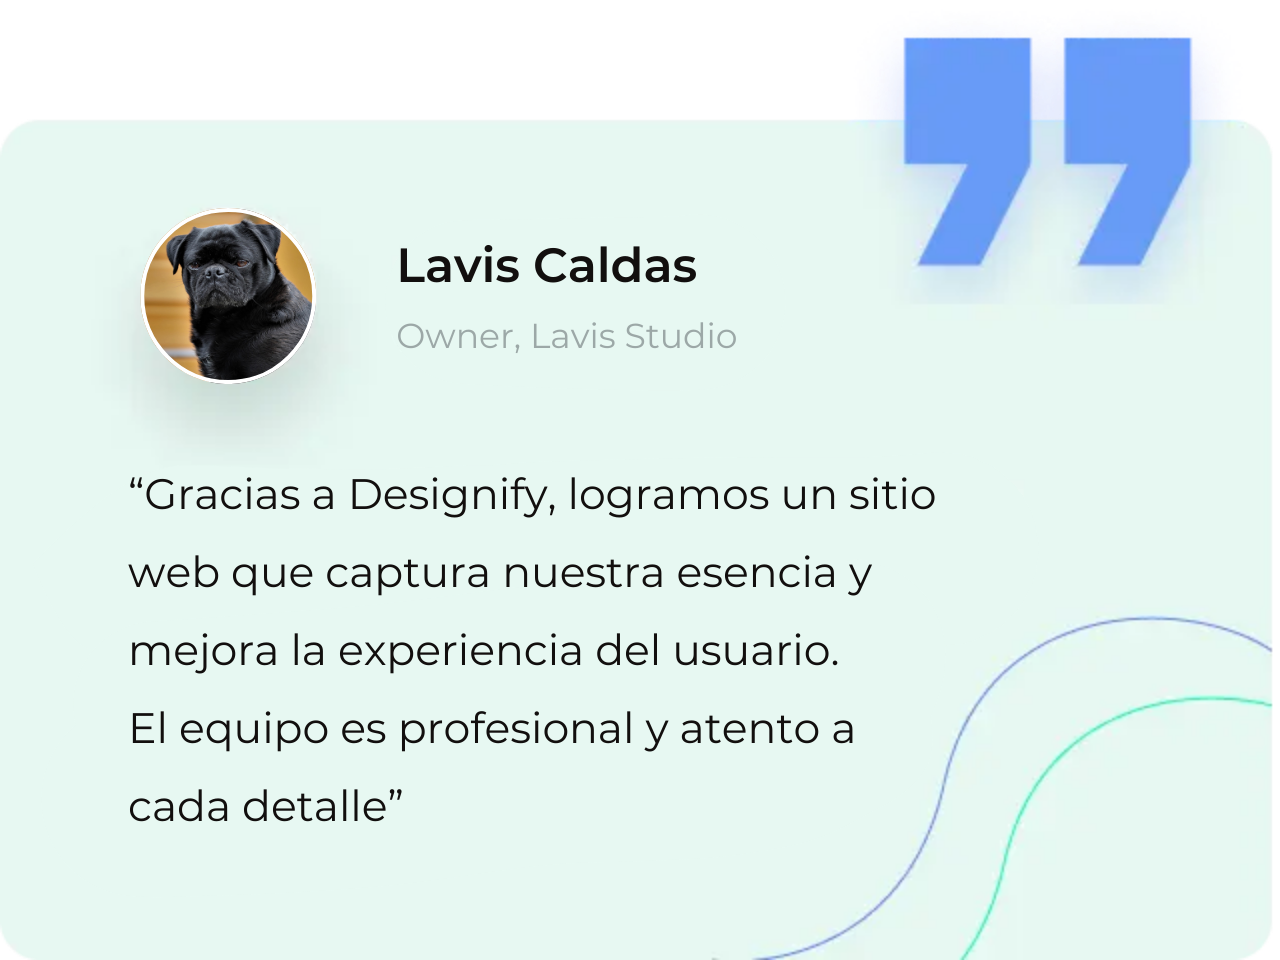 Lavis Caldas
Owner, Lavis Studio
“Gracias a Designify, logramos un sitio
web que captura nuestra esencia y
mejora la experiencia del usuario.
El equipo es profesional y atento a
cada detalle”